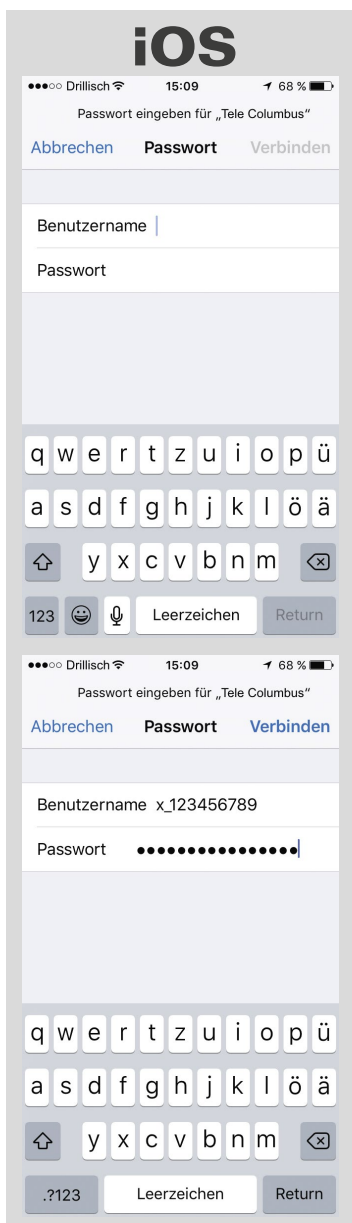 iOS
●●●○○ Drillisch 15:09 68 %
Passwort eingeben für „Tele Columbus“
Abbrechen Passwort Verbinden
Benutzername
Passwort
q w e r t z u i o p ü
a s d f g h j k l ö ä
y x c v b n m
123 Leerzeichen Return
●●●○○ Drillisch 15:09 68 %
Passwort eingeben für „Tele Columbus“
Abbrechen Passwort Verbinden
Benutzername x_123456789
Passwort ●●●●●●●●●●●●●●●●
q w e r t z u i o p ü
a s d f g h j k l ö ä
y x c v b n m
.?123 Leerzeichen Return